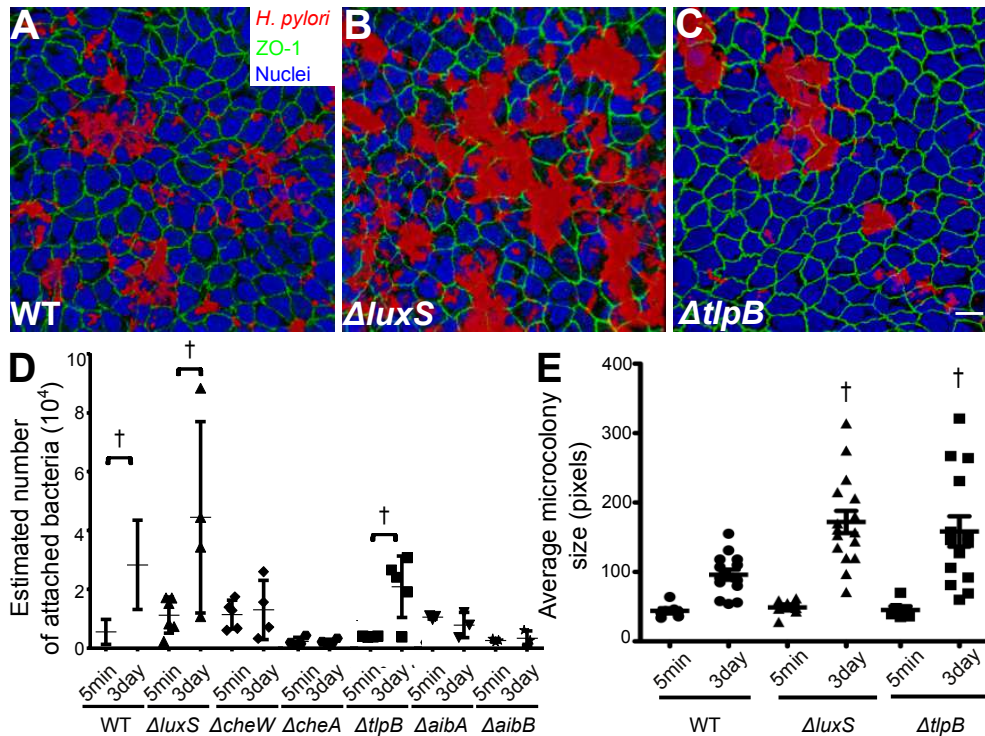 A
H. pylori
ZO-1
Nuclei
WT
B
ΔluxS
C
ΔtlpB
D
Estimated number
of attached bacteria (10⁴)
10
8
6
4
2
0
†
†
†
5min 3day 5min 3day 5min 3day 5min 3day 5min 3day 5min 3day 5min 3day
WT ΔluxS ΔcheW ΔcheA ΔtlpB ΔaibA ΔaibB
E
Average microcolony
size (pixels)
400
300
200
100
0
† †
5min 3day 5min 3day 5min 3day
WT ΔluxS ΔtlpB